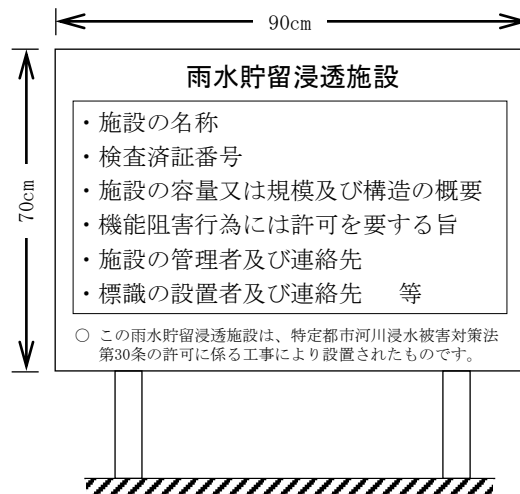 90cm
70cm
雨水貯留浸透施設
・施設の名称
・検査済証番号
・施設の容量又は規模及び構造の概要
・機能阻害行為には許可を要する旨
・施設の管理者及び連絡先
・標識の設置者及び連絡先　等
○ この雨水貯留浸透施設は、特定都市河川浸水被害対策法
第30条の許可に係る工事により設置されたものです。